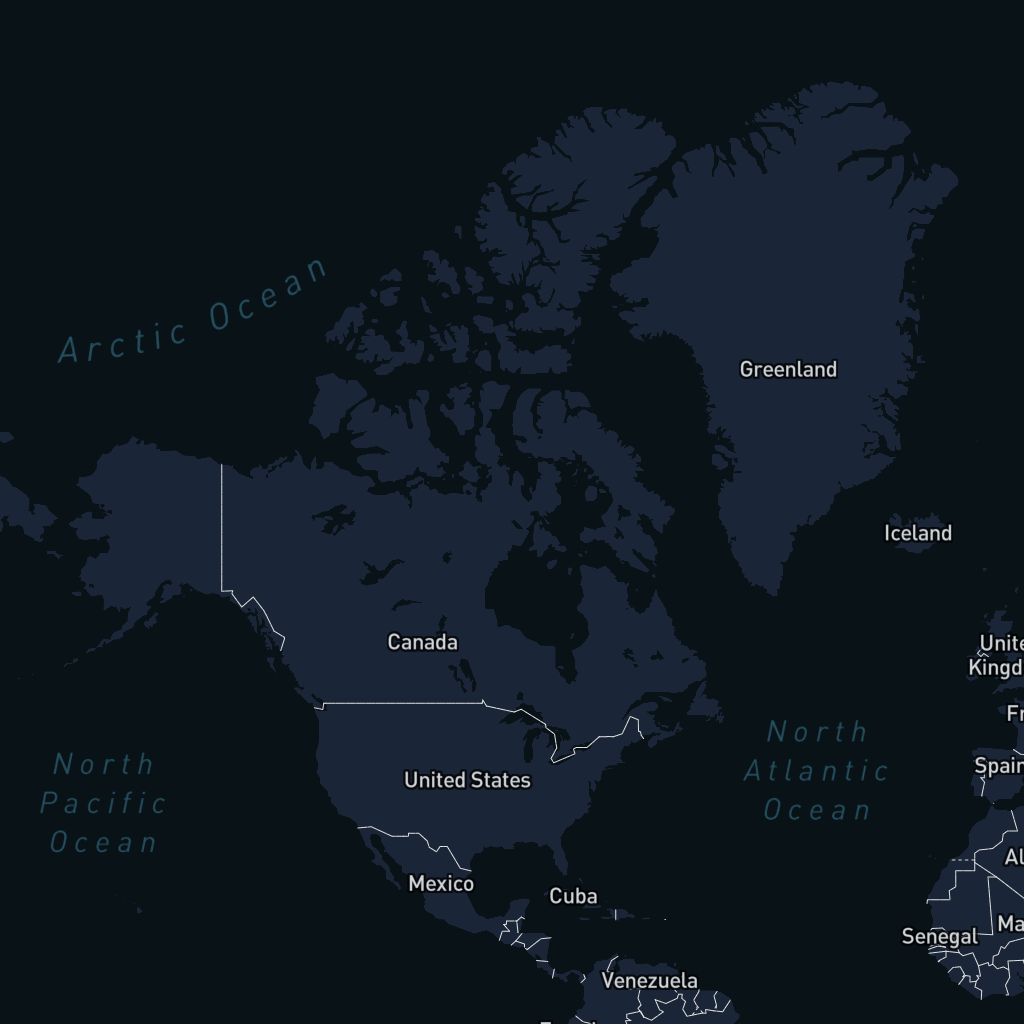 Arctic Ocean
Greenland
Iceland
Canada
Unite
Kingd
Fr
North
Atlantic
Ocean
Spain
North
Pacific
Ocean
United States
Al
Mexico
Cuba
Ma
Senegal
Venezuela